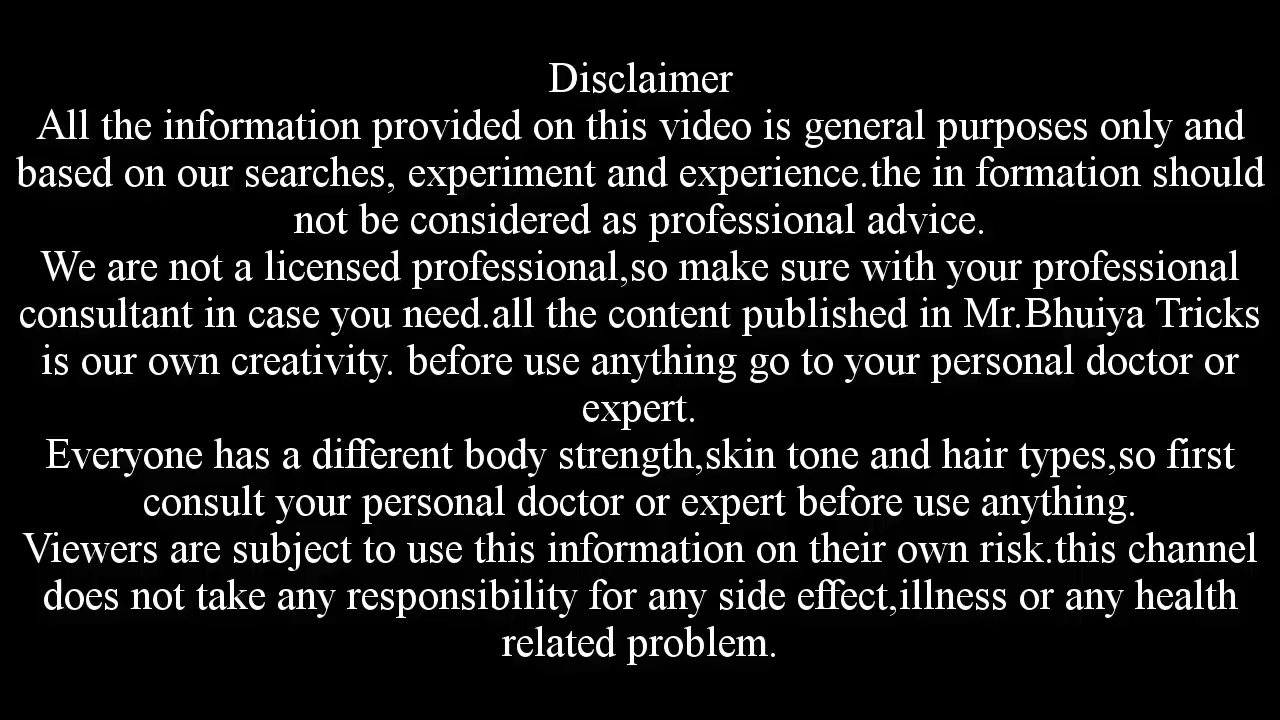 Disclaimer
All the information provided on this video is general purposes only and
based on our searches, experiment and experience.the in formation should
not be considered as professional advice.
We are not a licensed professional,so make sure with your professional
consultant in case you need.all the content published in Mr.Bhuiya Tricks
is our own creativity. before use anything go to your personal doctor or
expert.
Everyone has a different body strength,skin tone and hair types,so first
consult your personal doctor or expert before use anything.
Viewers are subject to use this information on their own risk.this channel
does not take any responsibility for any side effect,illness or any health
related problem.